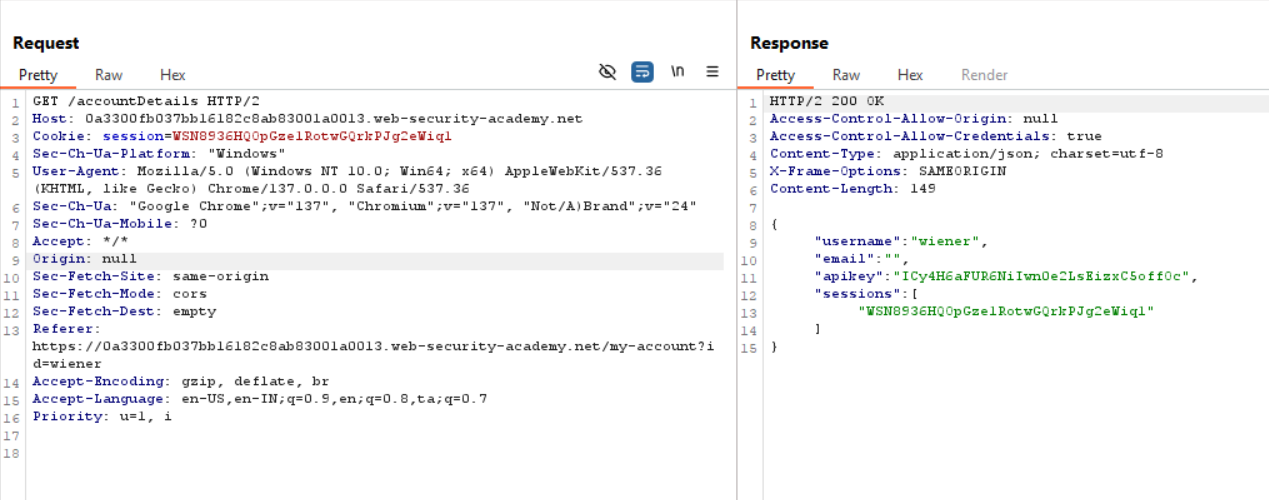 Request
Pretty Raw Hex \n
1 GET /accountDetails HTTP/2
2 Host: 0a3300fb037bb16182c8ab83001a0013.web-security-academy.net
3 Cookie: session=WSN8936HQOpGzelRotwGQrkPJg2eWiql
4 Sec-Ch-Ua-Platform: "Windows"
5 User-Agent: Mozilla/5.0 (Windows NT 10.0; Win64; x64) AppleWebKit/537.36
(KHTML, like Gecko) Chrome/137.0.0.0 Safari/537.36
6 Sec-Ch-Ua: "Google Chrome";v="137", "Chromium";v="137", "Not/A)Brand";v="24"
7 Sec-Ch-Ua-Mobile: ?0
8 Accept: */*
9 Origin: null
10 Sec-Fetch-Site: same-origin
11 Sec-Fetch-Mode: cors
12 Sec-Fetch-Dest: empty
13 Referer:
https://0a3300fb037bb16182c8ab83001a0013.web-security-academy.net/my-account?i
d=wiener
14 Accept-Encoding: gzip, deflate, br
15 Accept-Language: en-US,en-IN;q=0.9,en;q=0.8,ta;q=0.7
16 Priority: u=1, i
17
18
Response
Pretty Raw Hex Render
1 HTTP/2 200 OK
2 Access-Control-Allow-Origin: null
3 Access-Control-Allow-Credentials: true
4 Content-Type: application/json; charset=utf-8
5 X-Frame-Options: SAMEORIGIN
6 Content-Length: 149
7
8 {
9 "username":"wiener",
10 "email":"",
11 "apikey":"ICy4H6aFUR6NiIwn0e2LsEizxC5off0c",
12 "sessions":[
13 "WSN8936HQOpGzelRotwGQrkPJg2eWiql"
14 ]
15 }